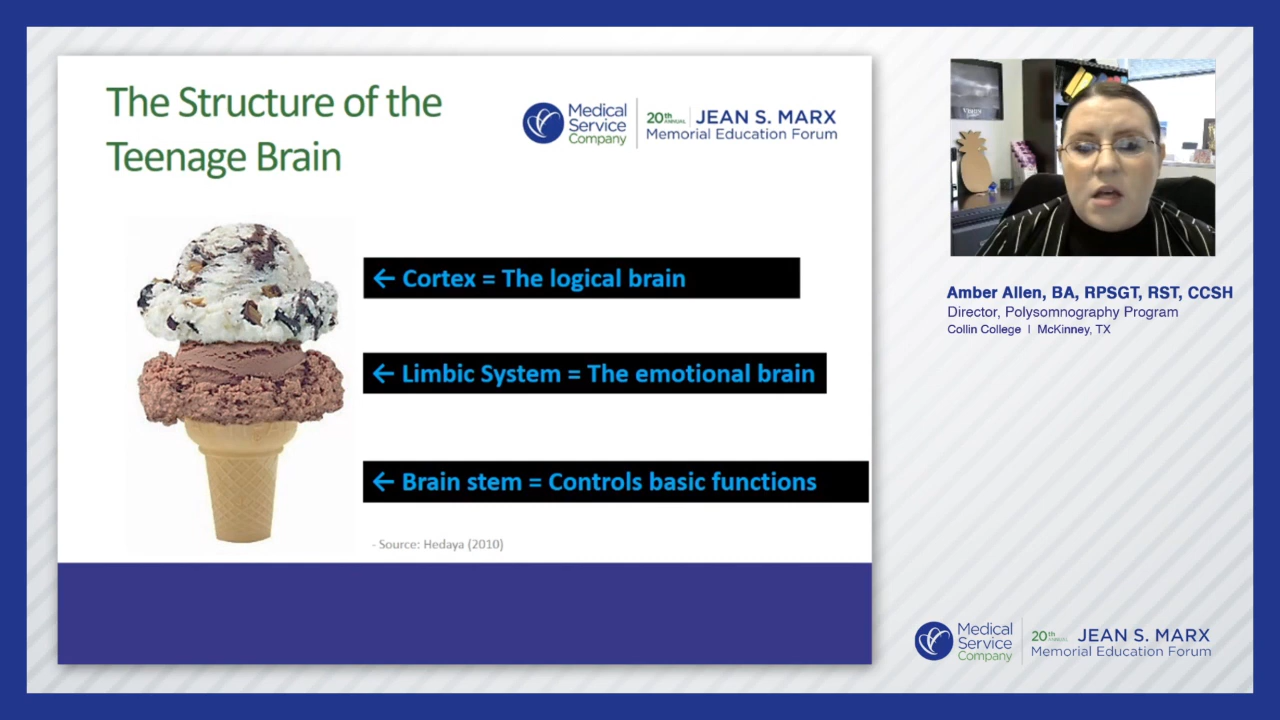 The Structure of the
Teenage Brain
Medical
Service
Company
20th ANNUAL
JEAN S. MARX
Memorial Education Forum
← Cortex = The logical brain
← Limbic System = The emotional brain
← Brain stem = Controls basic functions
- Source: Hedaya (2010)
Amber Allen, BA, RPSGT, RST, CCSH
Director, Polysomnography Program
Collin College | McKinney, TX
Medical
Service
Company
20th ANNUAL
JEAN S. MARX
Memorial Education Forum